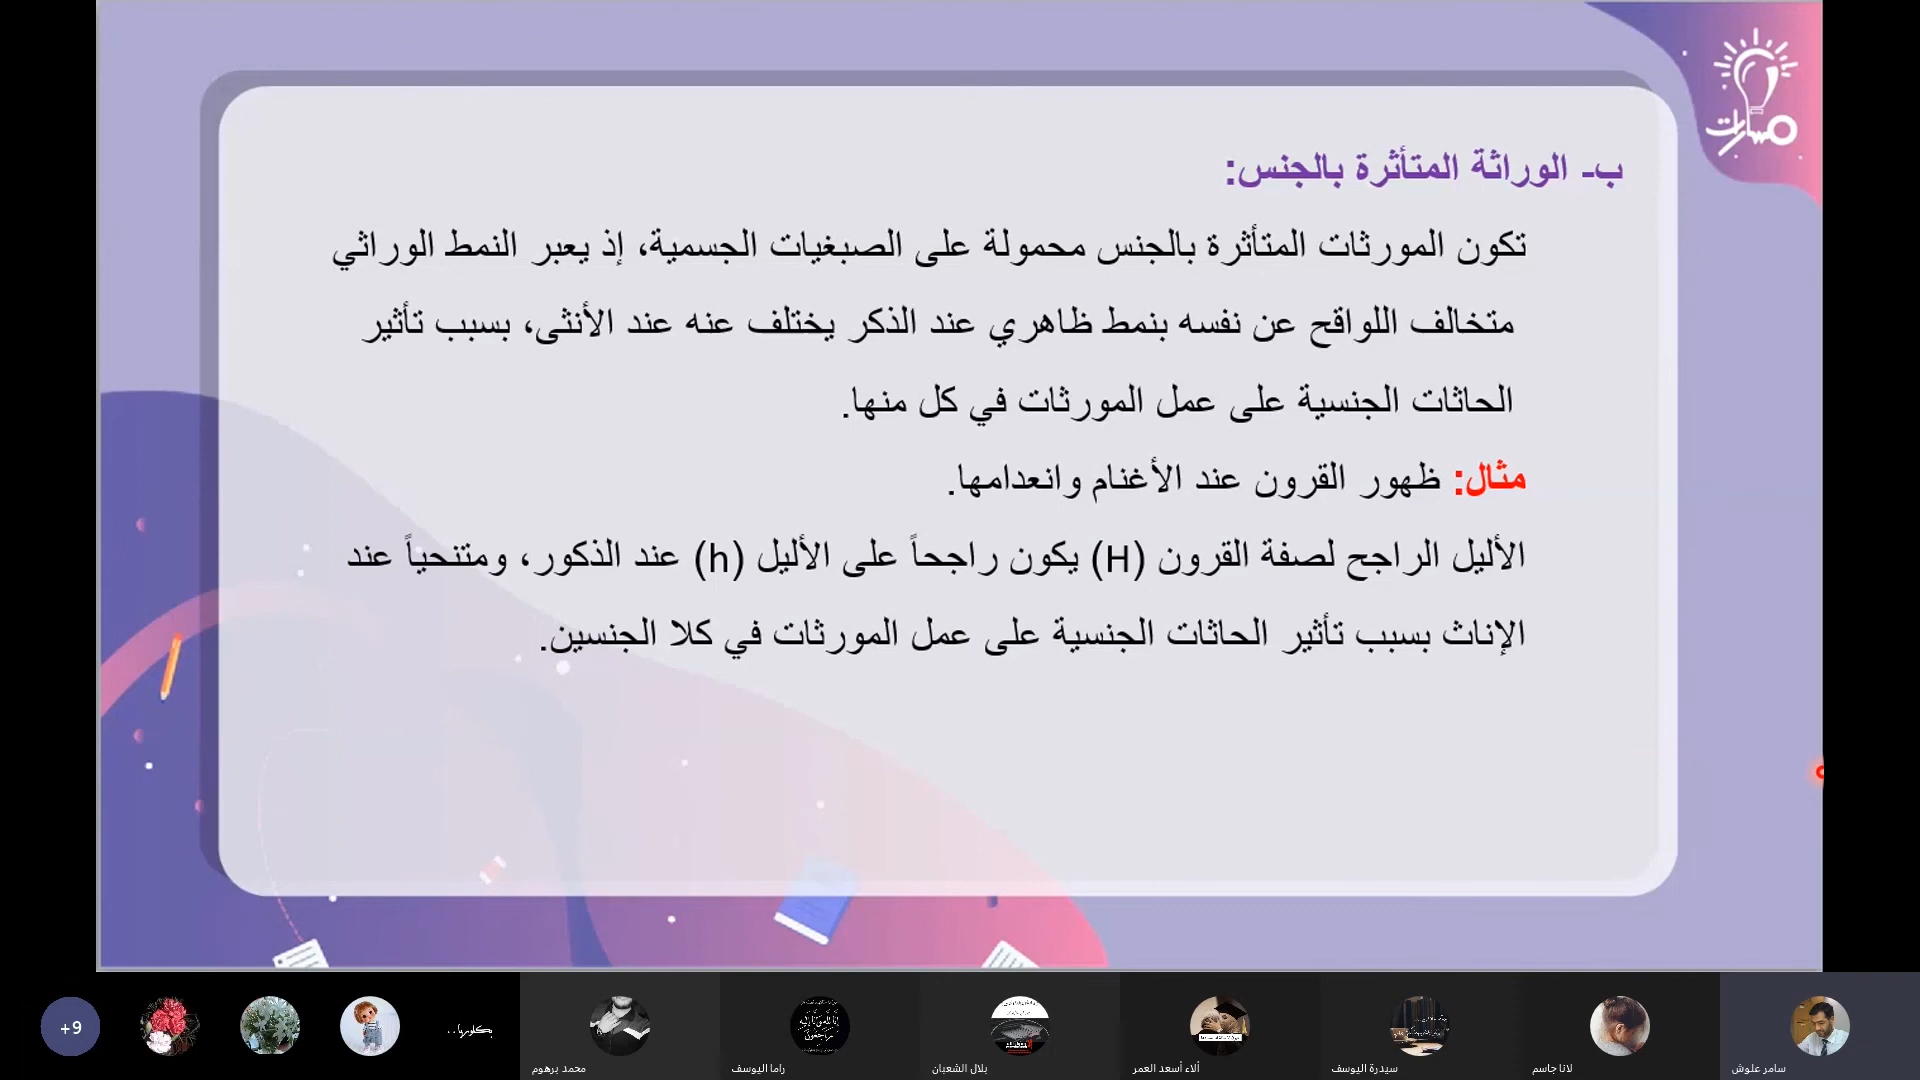 مسارات
ب- الوراثة المتأثرة بالجنس:
تكون المورثات المتأثرة بالجنس محمولة على الصبغيات الجسمية، إذ يعبر النمط الوراثي
متخالف اللواقح عن نفسه بنمط ظاهري عند الذكر يختلف عنه عند الأنثى، بسبب تأثير
الحاثات الجنسية على عمل المورثات في كل منها.
مثال: ظهور القرون عند الأغنام وانعدامها.
الأليل الراجح لصفة القرون (H) يكون راجحاً على الأليل (h) عند الذكور، ومتنحياً عند
الإناث بسبب تأثير الحاثات الجنسية على عمل المورثات في كلا الجنسين.
سامر علوش
لانا جاسم
سيدرة اليوسف
ألاء أسعد العمر
بلال الشعبان
راما اليوسف
محمد برهوم
بكلوريا..
+9